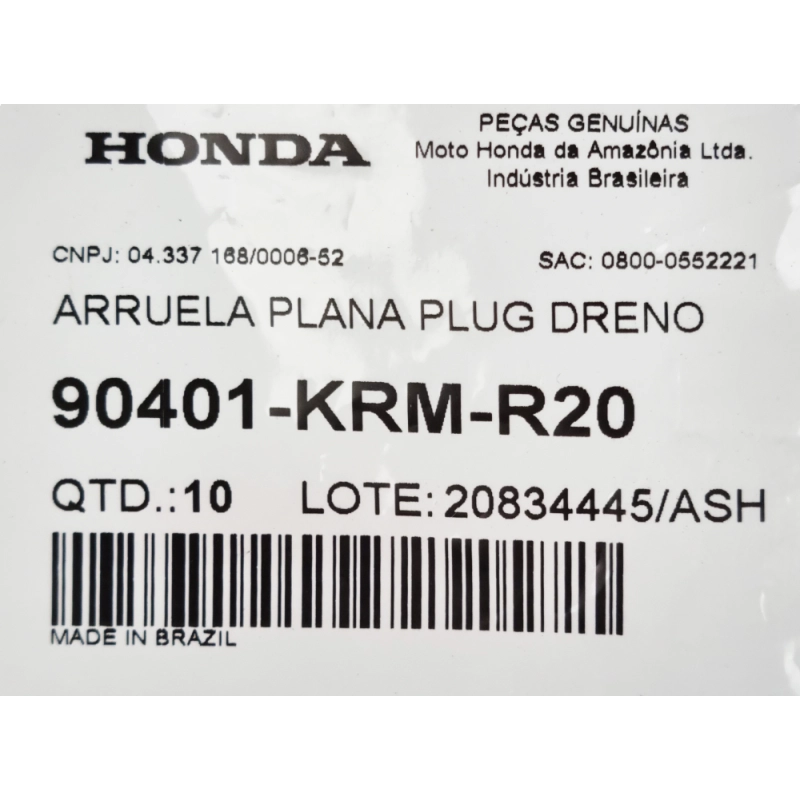 HONDA
PEÇAS GENUÍNAS
Moto Honda da Amazônia Ltda.
Indústria Brasileira
CNPJ: 04.337 168/0006-52
SAC: 0800-0552221
ARRUELA PLANA PLUG DRENO
90401-KRM-R20
QTD.:10 LOTE: 20834445/ASH
MADE IN BRAZIL